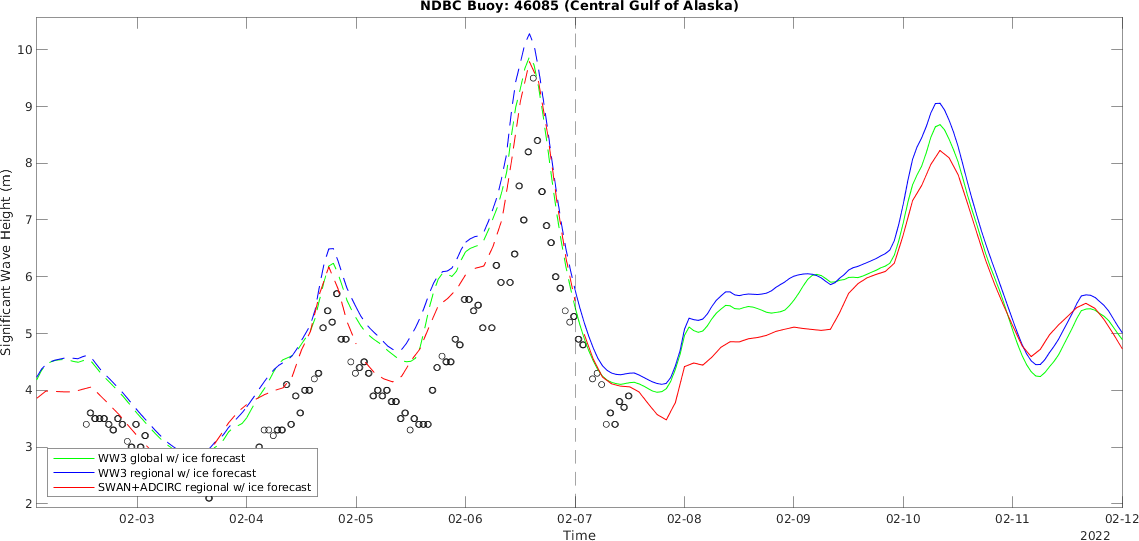 NDBC Buoy: 46085 (Central Gulf of Alaska)
Significant Wave Height (m)
10
9
8
7
6
5
4
3
2
WW3 global w/ ice forecast
WW3 regional w/ ice forecast
SWAN+ADCIRC regional w/ ice forecast
02-03 02-04 02-05 02-06 02-07 02-08 02-09 02-10 02-11 02-12
Time
2022